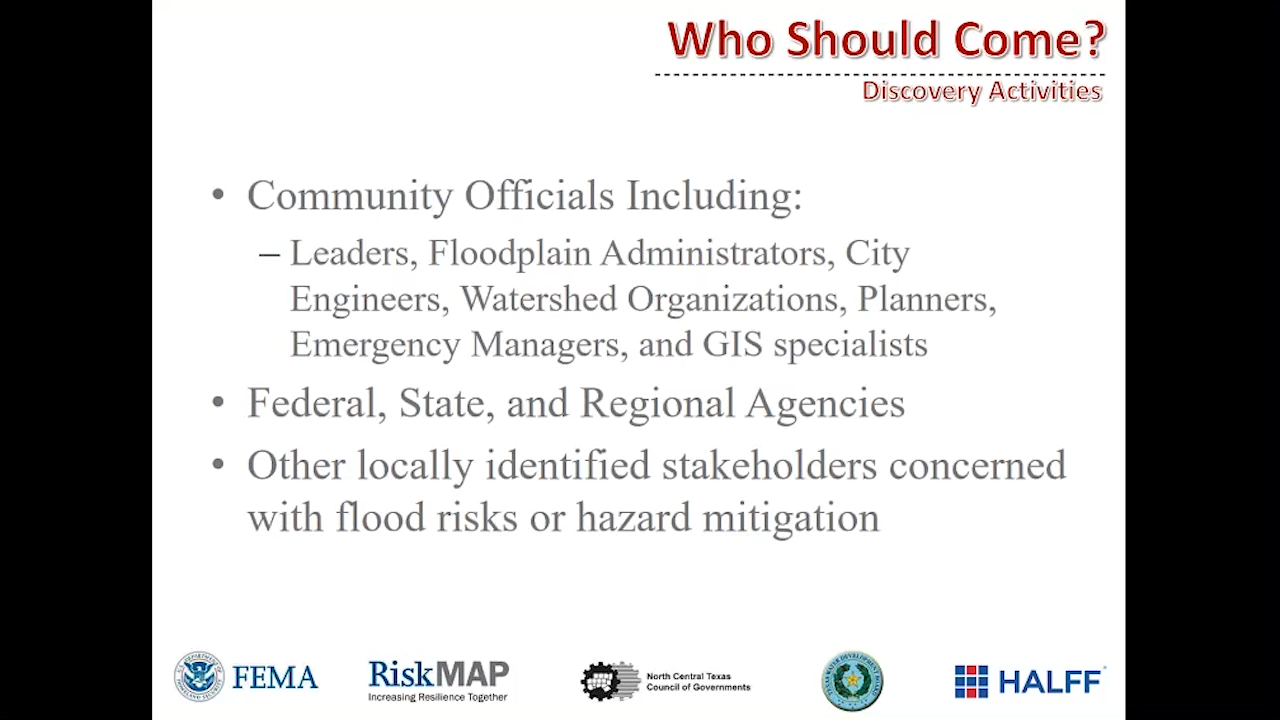 Who Should Come?
Discovery Activities
• Community Officials Including:
– Leaders, Floodplain Administrators, City
Engineers, Watershed Organizations, Planners,
Emergency Managers, and GIS specialists
• Federal, State, and Regional Agencies
• Other locally identified stakeholders concerned
with flood risks or hazard mitigation
FEMA
RiskMAP
Increasing Resilience Together
North Central Texas
Council of Governments
HALFF